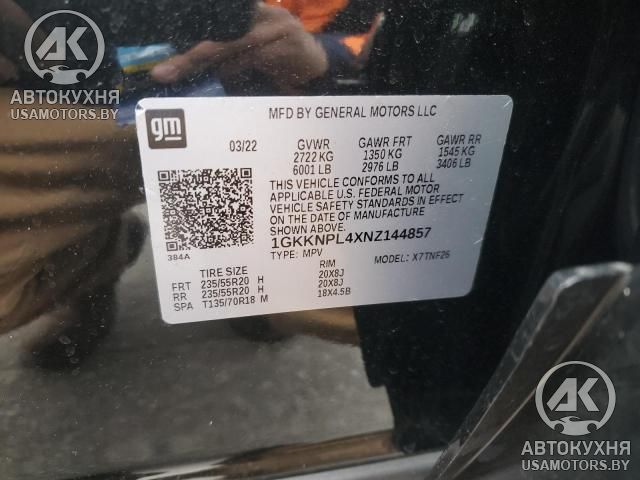 AK
АВТОКУХНЯ
USAMOTORS.BY
gm
MFD BY GENERAL MOTORS LLC
03/22 GVWR GAWR FRT GAWR RR
2722 KG 1350 KG 1545 KG
6001 LB 2976 LB 3406 LB
THIS VEHICLE CONFORMS TO ALL
APPLICABLE U.S. FEDERAL MOTOR
VEHICLE SAFETY STANDARDS IN EFFECT
ON THE DATE OF MANUFACTURE
SHOWN ABOVE.
1GKKNPL4XNZ144857
384A
TYPE: MPV MODEL: X7TNF26
TIRE SIZE RIM
FRT 235/55R20 H 20X8J
RR 235/55R20 H 20X8J
SPA T135/70R18 M 18X4.5B
AK
АВТОКУХНЯ
USAMOTORS.BY